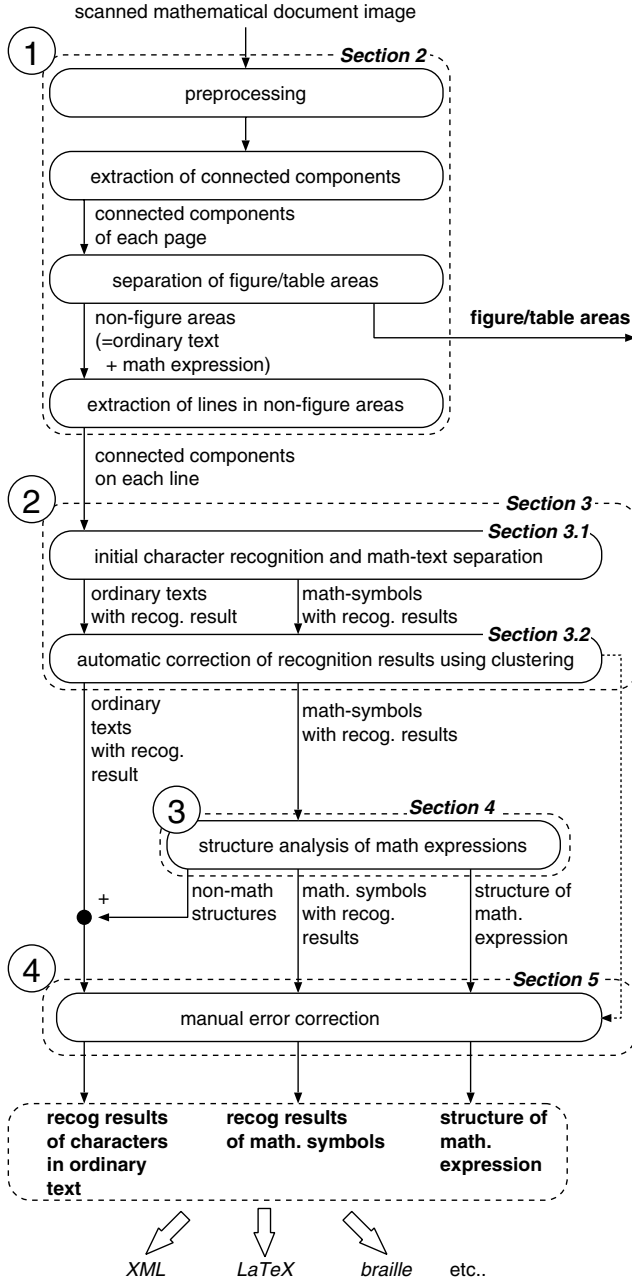 scanned mathematical document image
1
Section 2
preprocessing
extraction of connected components
connected components
of each page
separation of figure/table areas
non-figure areas
(=ordinary text
+ math expression)
figure/table areas
extraction of lines in non-figure areas
connected components
on each line
2
Section 3
Section 3.1
initial character recognition and math-text separation
ordinary texts
with recog. result
math-symbols
with recog. results
Section 3.2
automatic correction of recognition results using clustering
ordinary
texts
with recog.
result
math-symbols
with recog. results
3
Section 4
structure analysis of math expressions
+
non-math
structures
math. symbols
with recog.
results
structure of
math.
expression
4
Section 5
manual error correction
recog results
of characters
in ordinary
text
recog results
of math. symbols
structure of
math.
expression
XML
LaTeX
braille
etc..